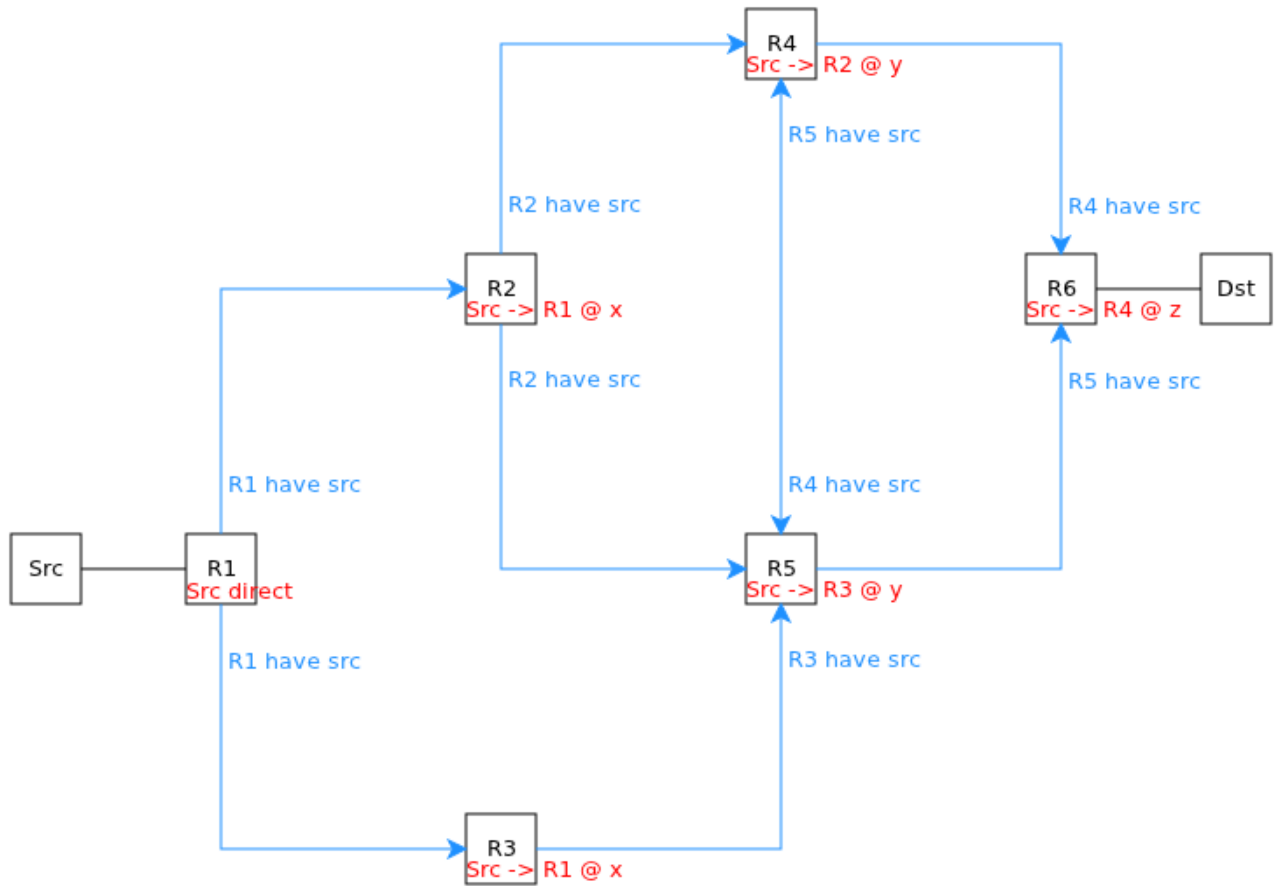 R4
Src -> R2 @ y
R5 have src
R2 have src
R4 have src
R2
Src -> R1 @ x
R6
Src -> R4 @ z
Dst
R2 have src
R5 have src
R1 have src
R4 have src
Src
R1
Src direct
R5
Src -> R3 @ y
R1 have src
R3 have src
R3
Src -> R1 @ x